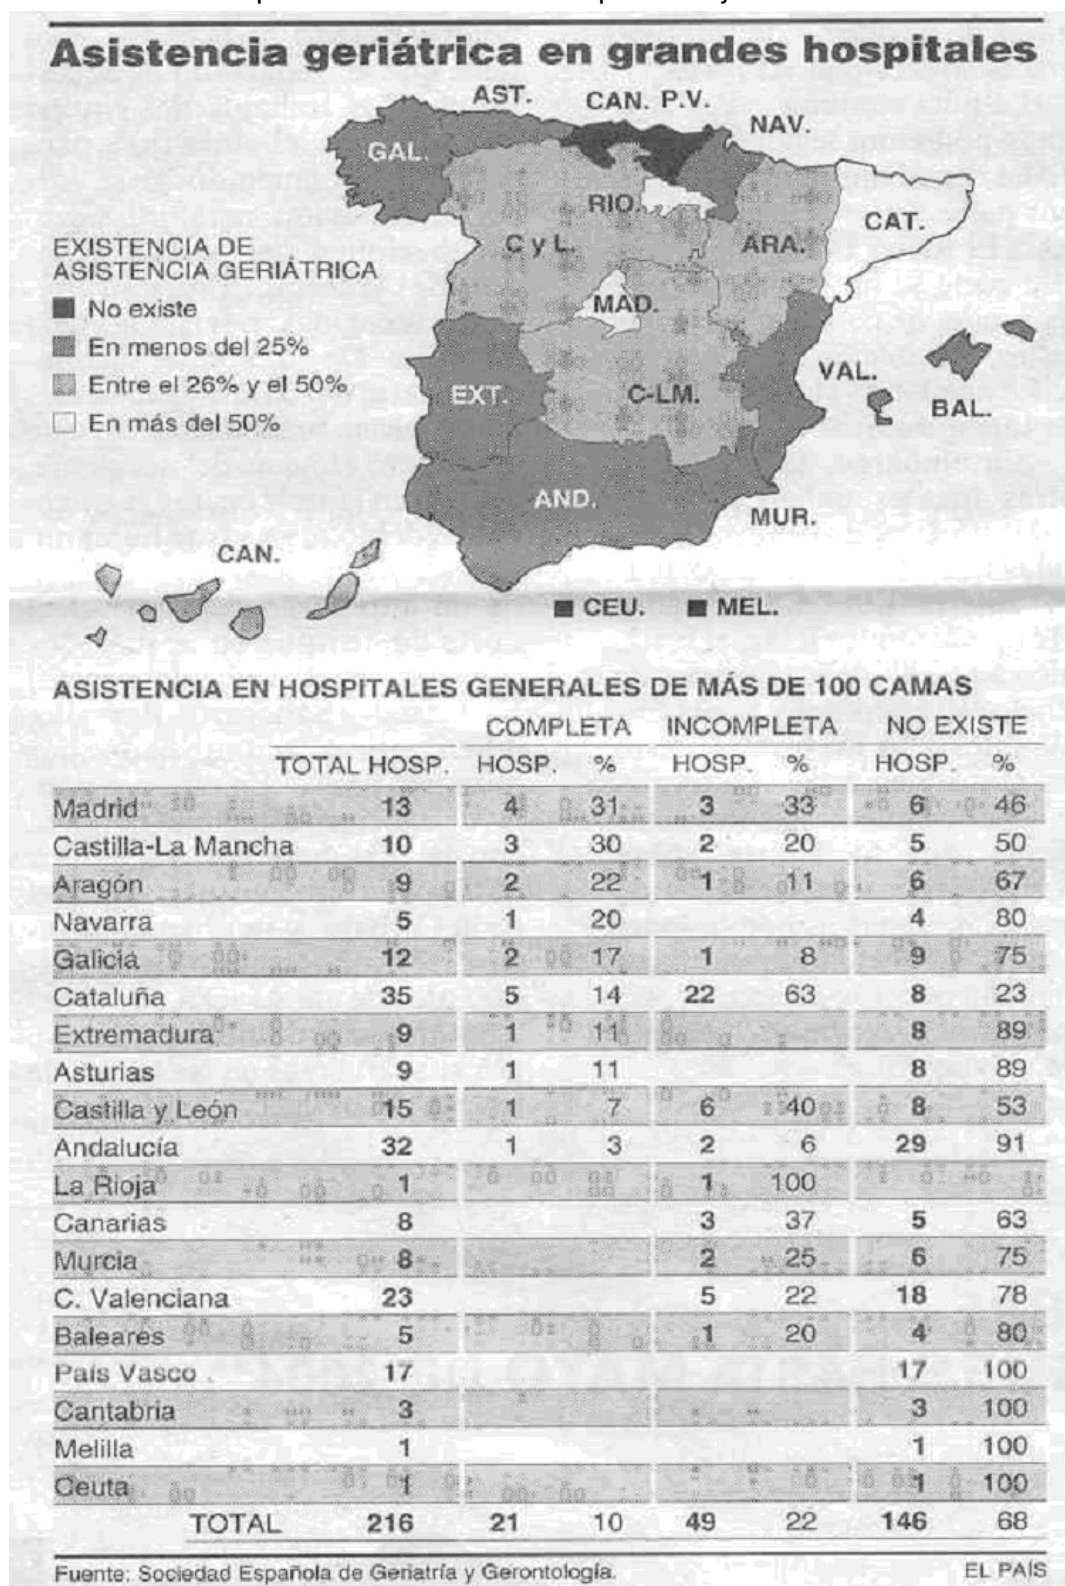 Asistencia geriátrica en grandes hospitales
AST. CAN. P.V.
NAV.
GAL.
RIO.
CAT.
C y L.
ARA.
EXISTENCIA DE
ASISTENCIA GERIÁTRICA
No existe
En menos del 25%
Entre el 26% y el 50%
En más del 50%
MAD.
VAL.
EXT.
C-LM.
BAL.
AND.
MUR.
CAN.
CEU. MEL.
ASISTENCIA EN HOSPITALES GENERALES DE MÁS DE 100 CAMAS
COMPLETA INCOMPLETA NO EXISTE
TOTAL HOSP. HOSP. % HOSP. % HOSP. %
Madrid 13 4 31 3 33 6 46
Castilla-La Mancha 10 3 30 2 20 5 50
Aragón 9 2 22 1 11 6 67
Navarra 5 1 20 4 80
Galicia 12 2 17 1 8 9 75
Cataluña 35 5 14 22 63 8 23
Extremadura 9 1 11 8 89
Asturias 9 1 11 8 89
Castilla y León 15 1 7 6 40 8 53
Andalucía 32 1 3 2 6 29 91
La Rioja 1 1 100
Canarias 8 3 37 5 63
Murcia 8 2 25 6 75
C. Valenciana 23 5 22 18 78
Baleares 5 1 20 4 80
País Vasco 17 17 100
Cantabria 3 3 100
Melilla 1 1 100
Ceuta 1 1 100
TOTAL 216 21 10 49 22 146 68
Fuente: Sociedad Española de Geriatría y Gerontología. EL PAÍS